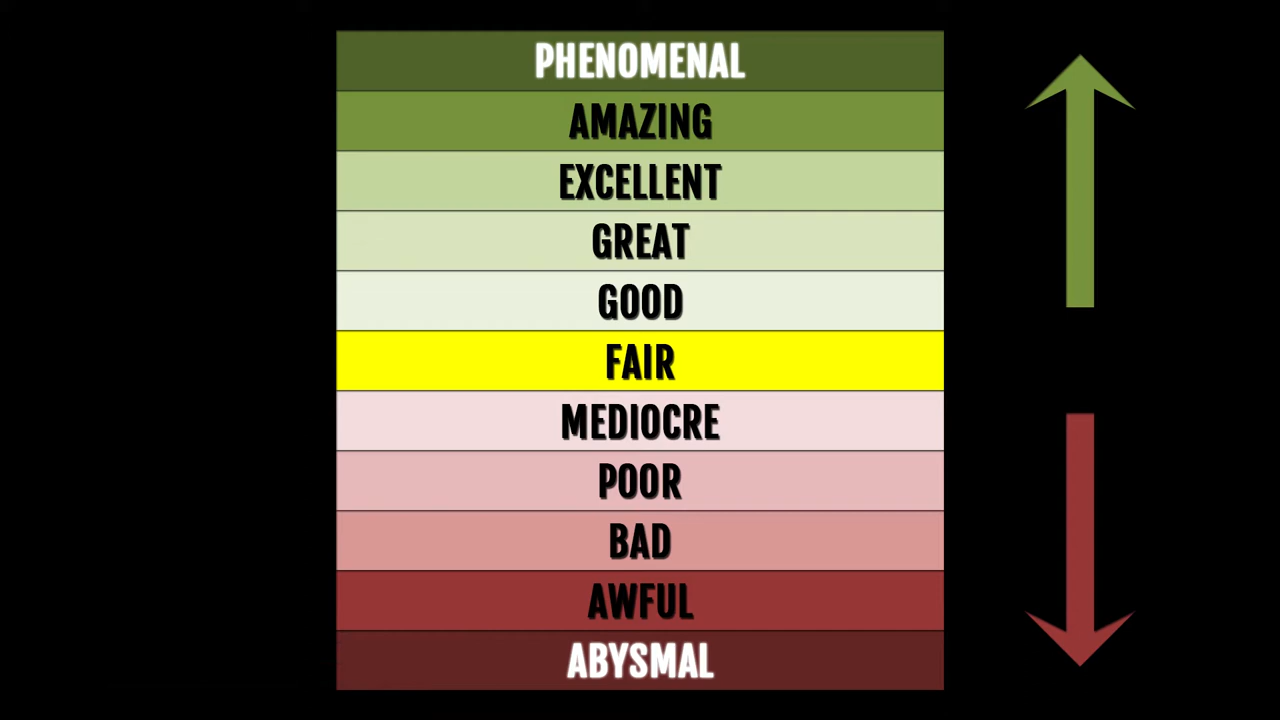 PHENOMENAL
AMAZING
EXCELLENT
GREAT
GOOD
FAIR
MEDIOCRE
POOR
BAD
AWFUL
ABYSMAL